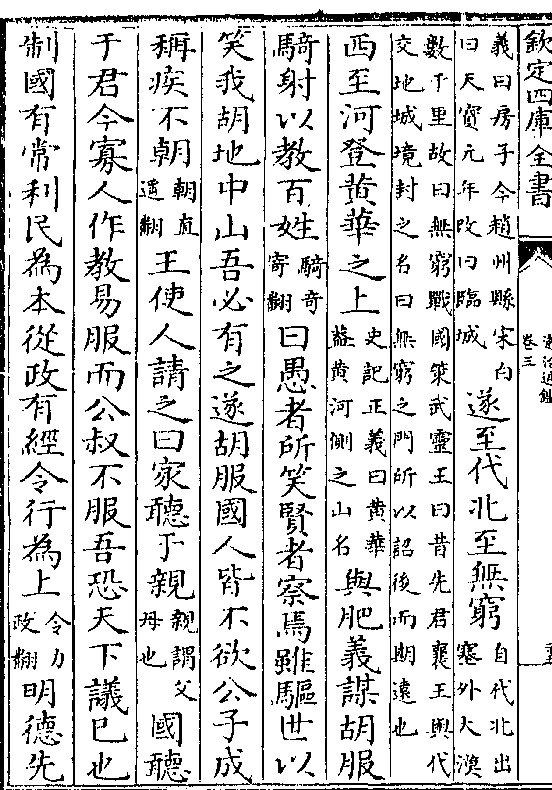 欽定四庫全書
卷三
義曰房子今趙州縣宋白曰天寶元年改曰臨城遂至代北至無窮自代北出塞外大漠
數千里故曰無窮戰國策武靈王曰昔先君襄王與代交地城境封之名曰無窮之門所以詔後而期遠也
西至河登黄華之上史記正義曰黄華葢黄河側之山名與肥義謀胡服
騎射以教百姓騎奇寄翻曰愚者所笑賢者察焉雖驅世以
笑我胡地中山吾必有之遂胡服國人皆不欲公子成
稱疾不朝朝直遥翻王使人請之曰家聽于親親謂父母也國聽
于君今寡人作教易服而公叔不服吾恐天下議已也
制國有常利民為本從政有經令行為上令力政翻明德先